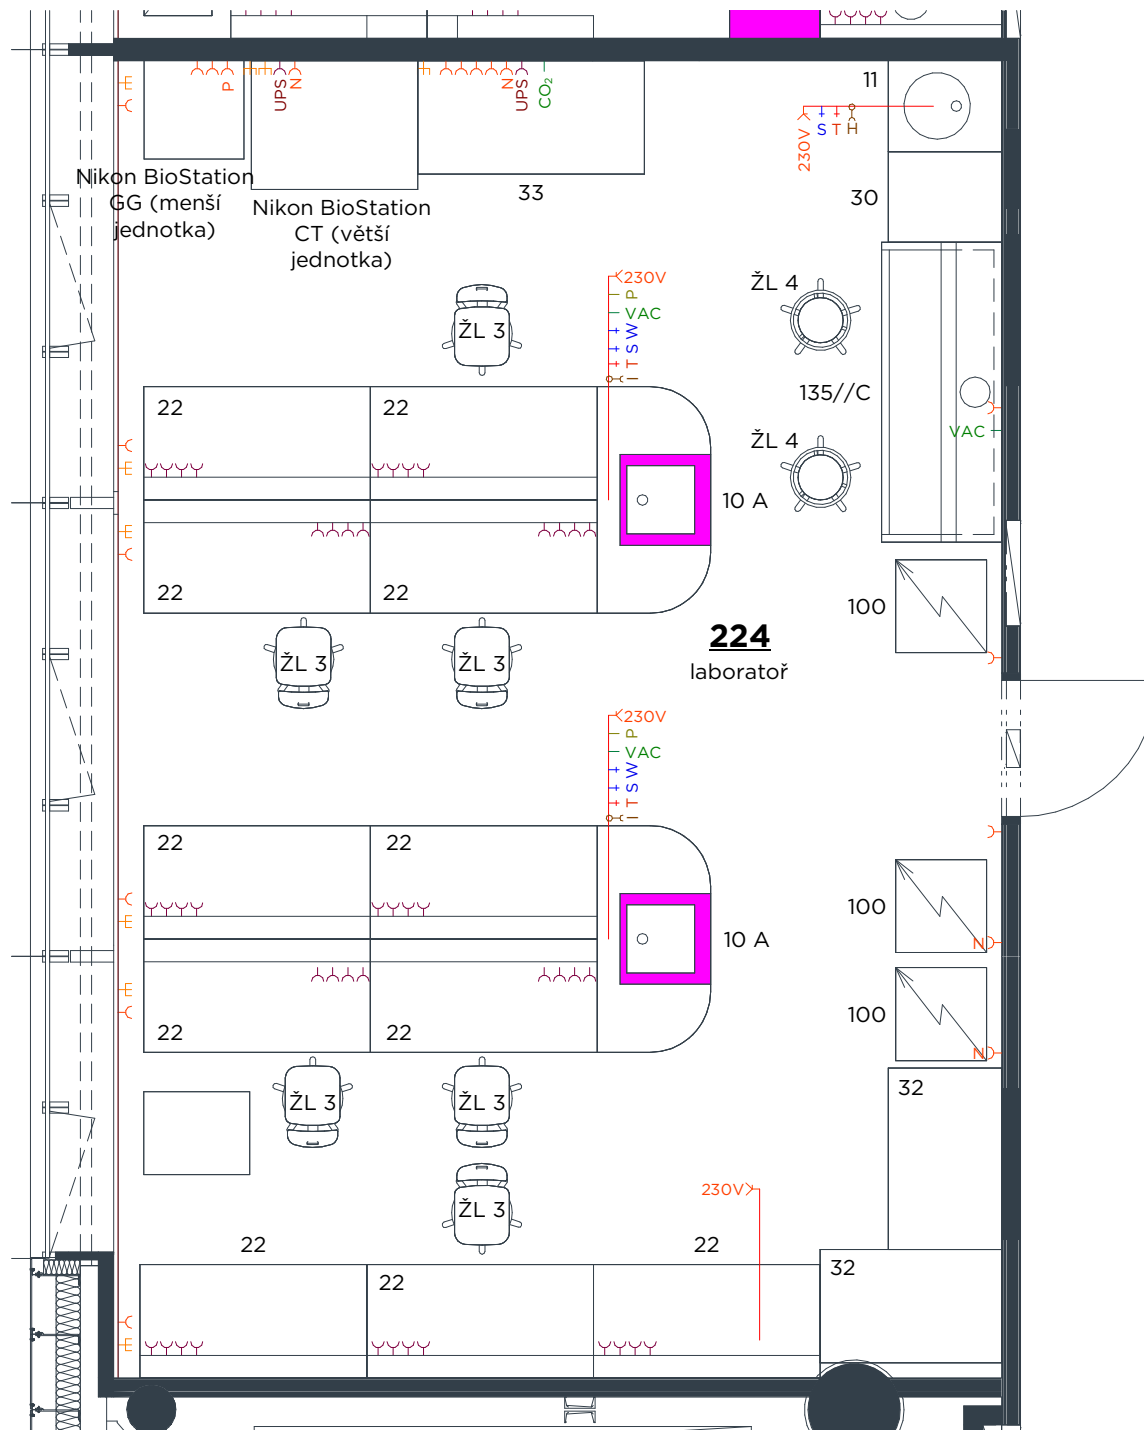 P
UPS
N
N
UPS
CO₂
11
230V
S
T
H
Nikon BioStation
GG (menší
jednotka)
Nikon BioStation
CT (větší
jednotka)
33
30
230V
P
VAC
W
S
T
I
ŽL 3
ŽL 4
135//C
VAC
ŽL 4
22
22
10 A
22
22
100
224
laboratoř
ŽL 3
ŽL 3
230V
P
VAC
W
S
T
I
22
22
100
N
10 A
22
22
100
N
32
ŽL 3
ŽL 3
230V
ŽL 3
22
22
22
32